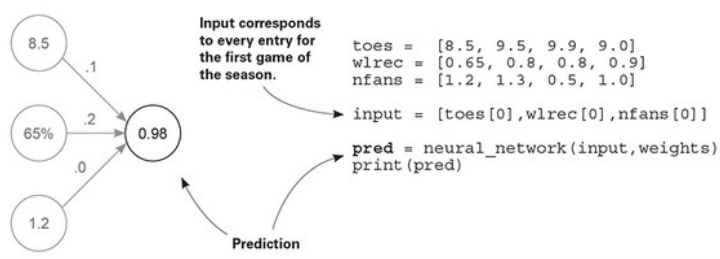 8.5
65%
1.2
.1
.2
.0
0.98
Input corresponds
to every entry for
the first game of
the season.
toes =  [8.5, 9.5, 9.9, 9.0]
wlrec = [0.65, 0.8, 0.8, 0.9]
nfans = [1.2, 1.3, 0.5, 1.0]
input = [toes[0],wlrec[0],nfans[0]]
pred = neural_network(input,weights)
print(pred)
Prediction